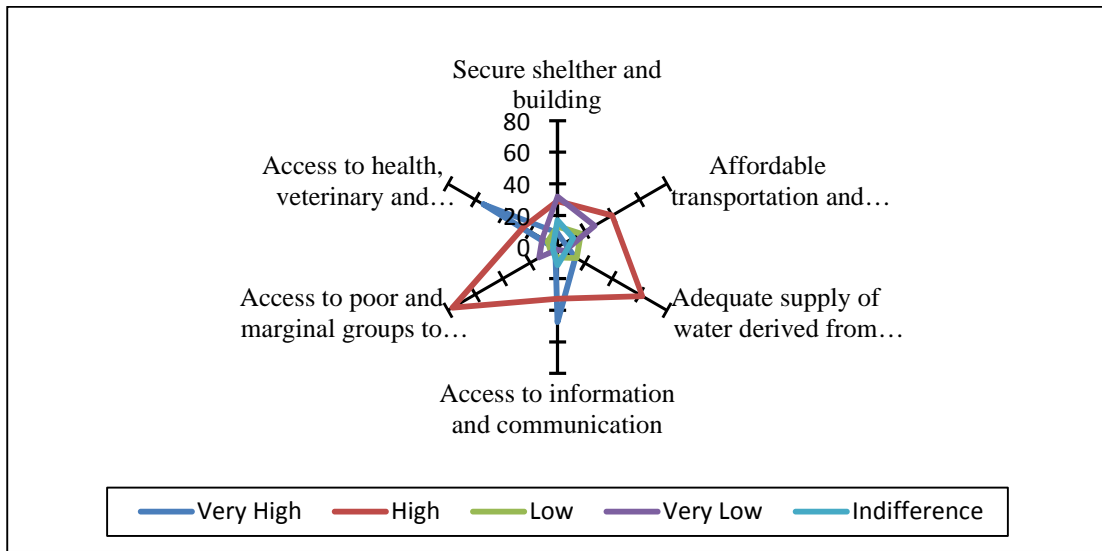 Secure shelther and
building
80
60
40
20
0
Affordable
transportation and…
Adequate supply of
water derived from…
Access to information
and communication
Access to poor and
marginal groups to…
Access to health,
veterinary and…
Very High High Low Very Low Indifference